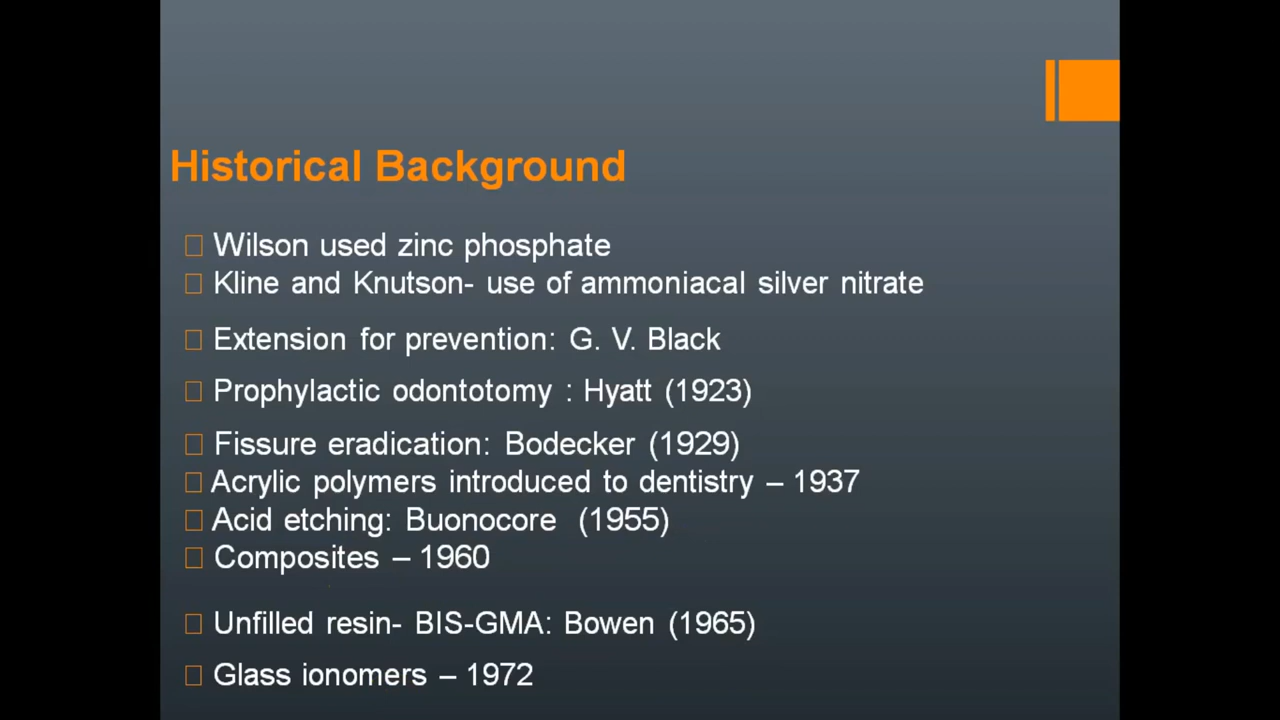 Historical Background
Wilson used zinc phosphate
Kline and Knutson- use of ammoniacal silver nitrate
Extension for prevention: G. V. Black
Prophylactic odontotomy : Hyatt (1923)
Fissure eradication: Bodecker (1929)
Acrylic polymers introduced to dentistry – 1937
Acid etching: Buonocore (1955)
Composites – 1960
Unfilled resin- BIS-GMA: Bowen (1965)
Glass ionomers – 1972